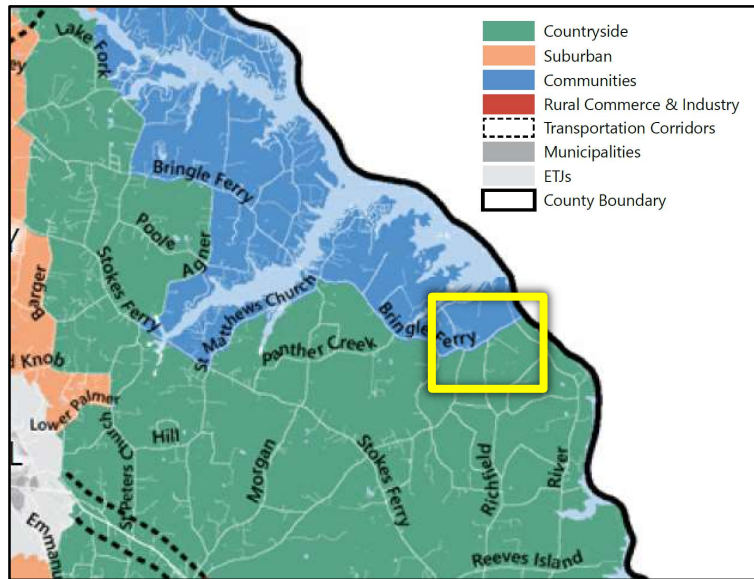 Countryside
Suburban
Communities
Rural Commerce & Industry
Transportation Corridors
Municipalities
ETJs
County Boundary
Lake Fork
ey
Bringle Ferry
Poole
Agner
Stokes Ferry
Barger
St Matthews Church
Bringle Ferry
Panther Creek
d Knob
Lower Palmer
St Peters Church
Hill
Morgan
Stokes Ferry
Richfield
River
L
Emmanu
Reeves Island